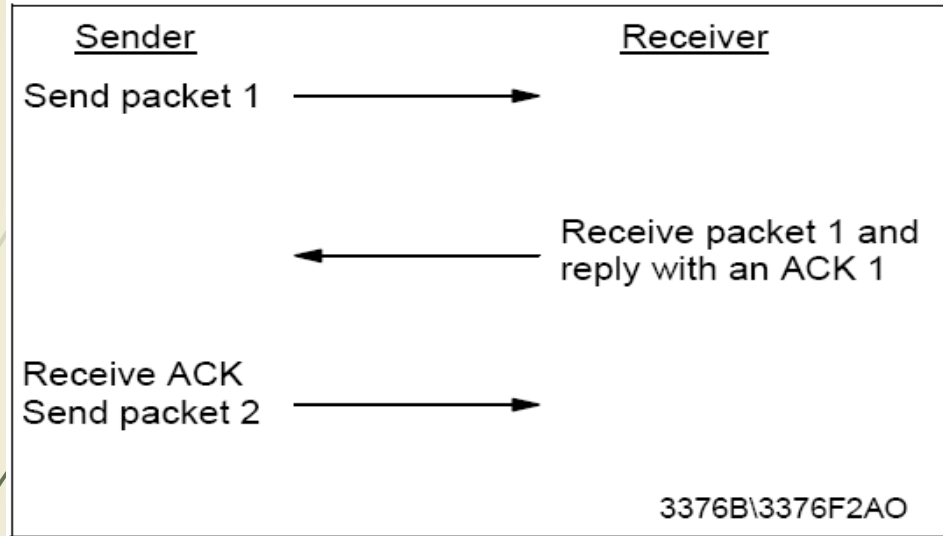 Sender
Receiver
Send packet 1
Receive packet 1 and
reply with an ACK 1
Receive ACK
Send packet 2
3376B\3376F2AO